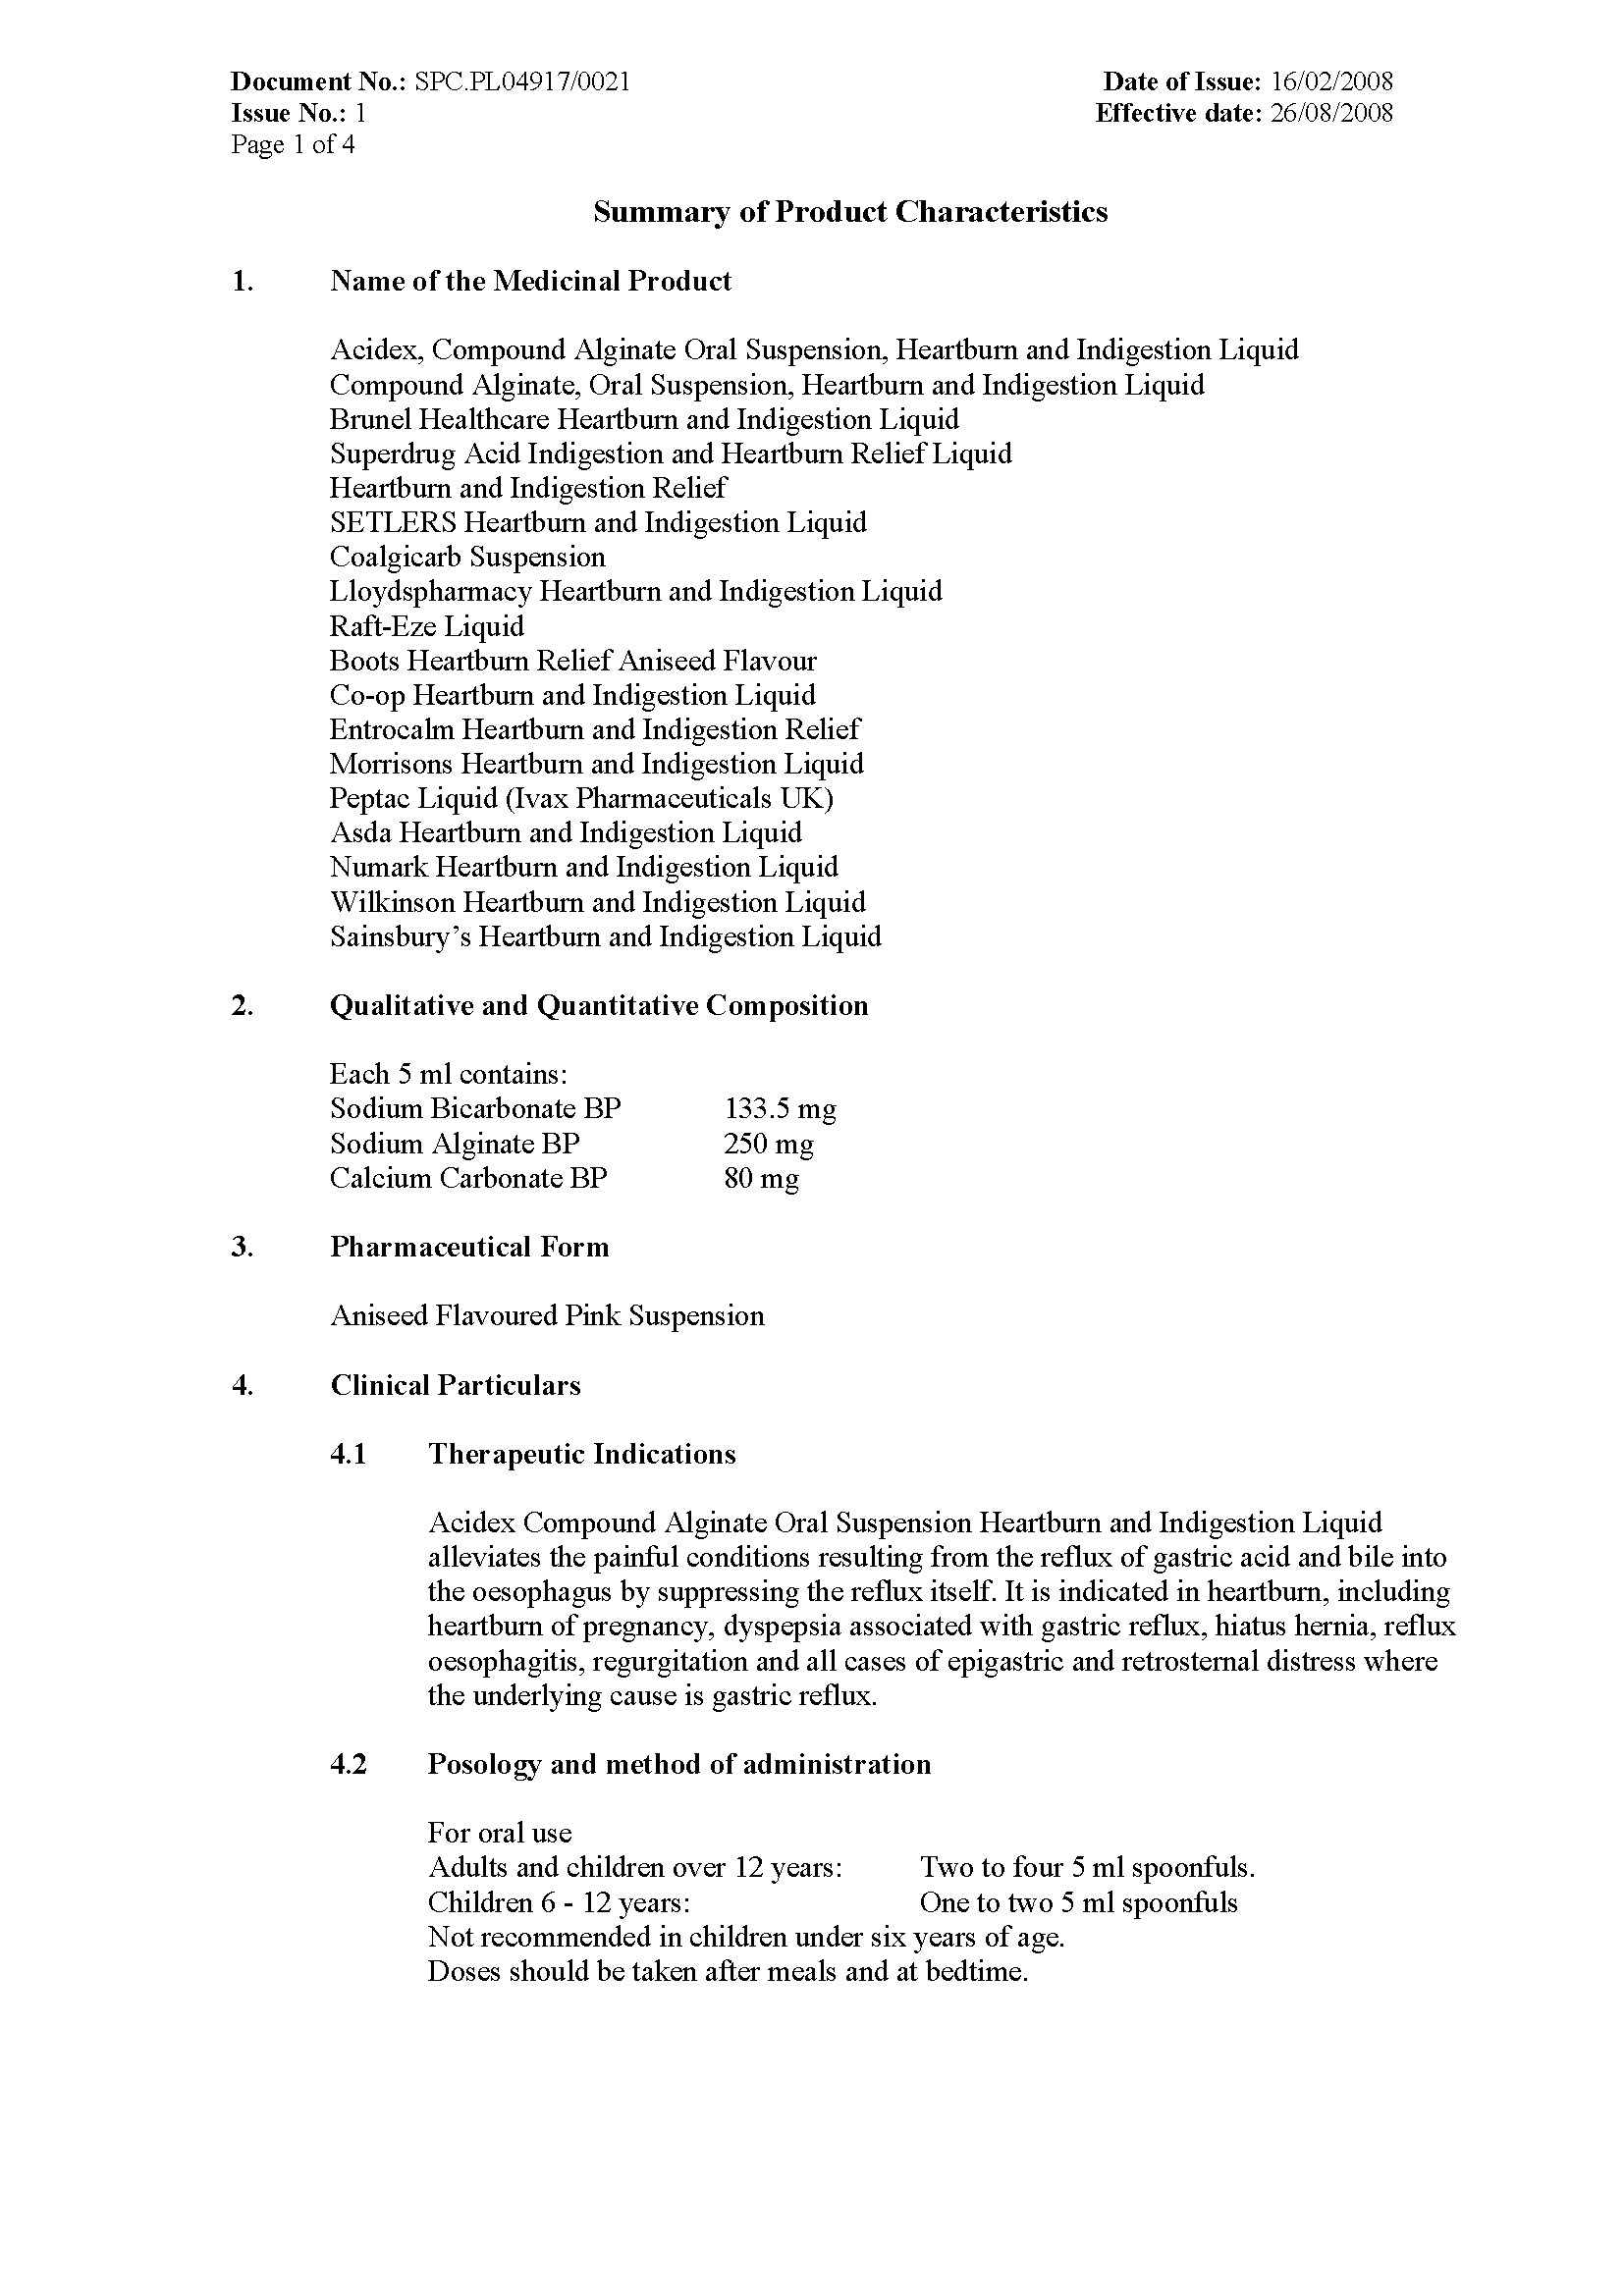 Document No.: SPC.PL04917/0021 Date of Issue: 16/02/2008
Issue No.: 1 Effective date: 26/08/2008
Page 1 of 4
Summary of Product Characteristics
1. Name of the Medicinal Product
Acidex, Compound Alginate Oral Suspension, Heartburn and Indigestion Liquid
Compound Alginate, Oral Suspension, Heartburn and Indigestion Liquid
Brunel Healthcare Heartburn and Indigestion Liquid
Superdrug Acid Indigestion and Heartburn Relief Liquid
Heartburn and Indigestion Relief
SETLERS Heartburn and Indigestion Liquid
Coalgicarb Suspension
Lloydspharmacy Heartburn and Indigestion Liquid
Raft-Eze Liquid
Boots Heartburn Relief Aniseed Flavour
Co-op Heartburn and Indigestion Liquid
Entrocalm Heartburn and Indigestion Relief
Morrisons Heartburn and Indigestion Liquid
Peptac Liquid (Ivax Pharmaceuticals UK)
Asda Heartburn and Indigestion Liquid
Numark Heartburn and Indigestion Liquid
Wilkinson Heartburn and Indigestion Liquid
Sainsbury’s Heartburn and Indigestion Liquid
2. Qualitative and Quantitative Composition
Each 5 ml contains:
Sodium Bicarbonate BP 133.5 mg
Sodium Alginate BP 250 mg
Calcium Carbonate BP 80 mg
3. Pharmaceutical Form
Aniseed Flavoured Pink Suspension
4. Clinical Particulars
4.1 Therapeutic Indications
Acidex Compound Alginate Oral Suspension Heartburn and Indigestion Liquid
alleviates the painful conditions resulting from the reflux of gastric acid and bile into
the oesophagus by suppressing the reflux itself. It is indicated in heartburn, including
heartburn of pregnancy, dyspepsia associated with gastric reflux, hiatus hernia, reflux
oesophagitis, regurgitation and all cases of epigastric and retrosternal distress where
the underlying cause is gastric reflux.
4.2 Posology and method of administration
For oral use
Adults and children over 12 years: Two to four 5 ml spoonfuls.
Children 6 - 12 years: One to two 5 ml spoonfuls
Not recommended in children under six years of age.
Doses should be taken after meals and at bedtime.